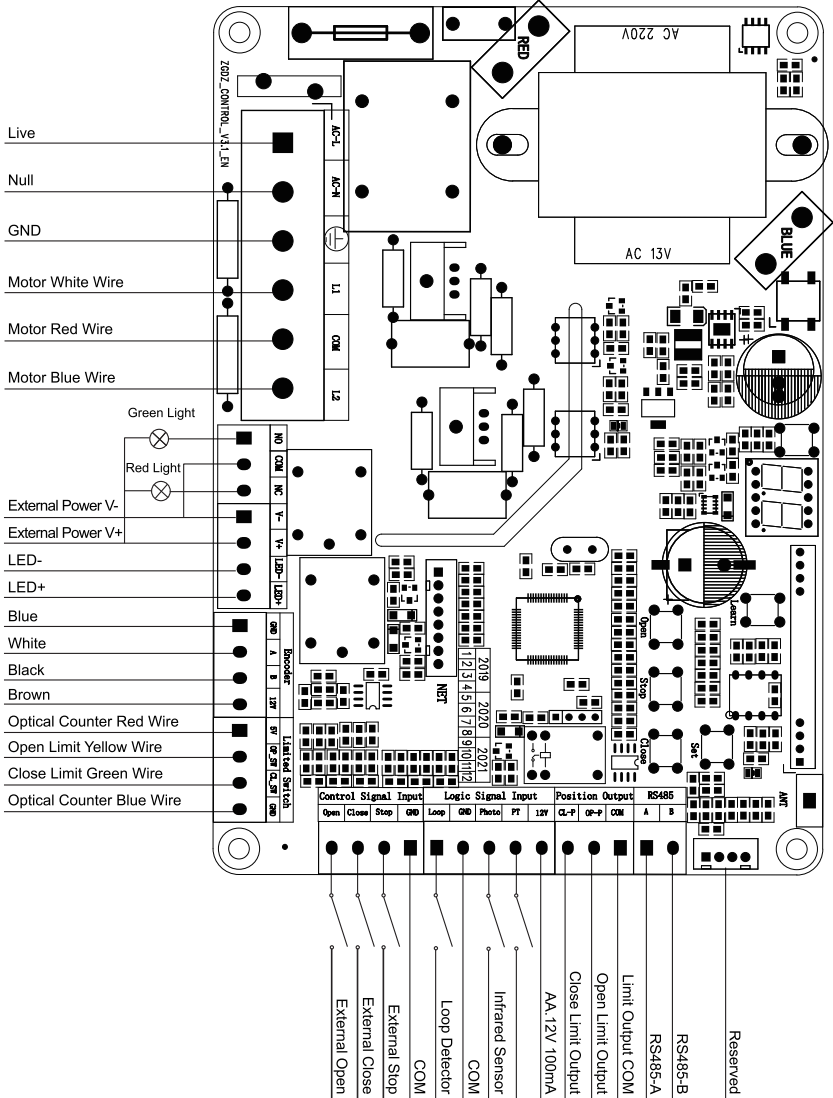 AC 220V
RED
ZGDZ_CONTROL_V3.1_EN
Live
AC-L
Null
AC-N
GND
BLUE
AC 13V
Motor White Wire
L1
Motor Red Wire
COM
Motor Blue Wire
L2
Green Light
NO
COM
Red Light
NC
External Power V-
V-
External Power V+
V+
LED-
LED-
LED+
LED+
Blue
GND
White
A
Encoder
Black
B
Brown
12V
Optical Counter Red Wire
5V
Open Limit Yellow Wire
OP_SW
Limited Switch
Close Limit Green Wire
CL_SW
Optical Counter Blue Wire
GND
Learn
Open
Stop
Close
Set
NET
1 2 3 4 5 6 7 8 9 10 11 12
2019
2020
2021
ANT
Control Signal Input
Logic Signal Input
Position Output
RS485
Open Close Stop GND Loop GND Photo PT 12V CL-P OP-P COM A B
External Open
External Close
External Stop
COM
Loop Detector
COM
Infrared Sensor
AA.12V 100mA
Close Limit Output
Open Limit Output
Limit Output COM
RS485-A
RS485-B
Reserved